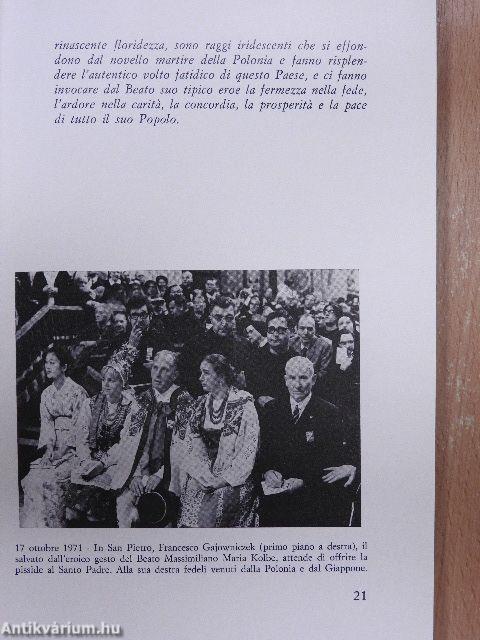 rinascente floridezza, sono raggi iridescenti che si effon-
dono dal novello martire della Polonia e fanno risplen-
dere l'autentico volto fatidico di questo Paese, e ci fanno
invocare dal Beato suo tipico eroe la fermezza nella fede,
l'ardore nella carità, la concordia, la prosperità e la pace
di tutto il suo Popolo.
17 ottobre 1971 - In San Pietro, Francesco Gajowniczek (primo piano a destra), il
salvato dall'eroico gesto del Beato Massimiliano Maria Kolbe, attende di offrire la
pisside al Santo Padre. Alla sua destra fedeli venuti dalla Polonia e dal Giappone.
21
Antikvárium.hu